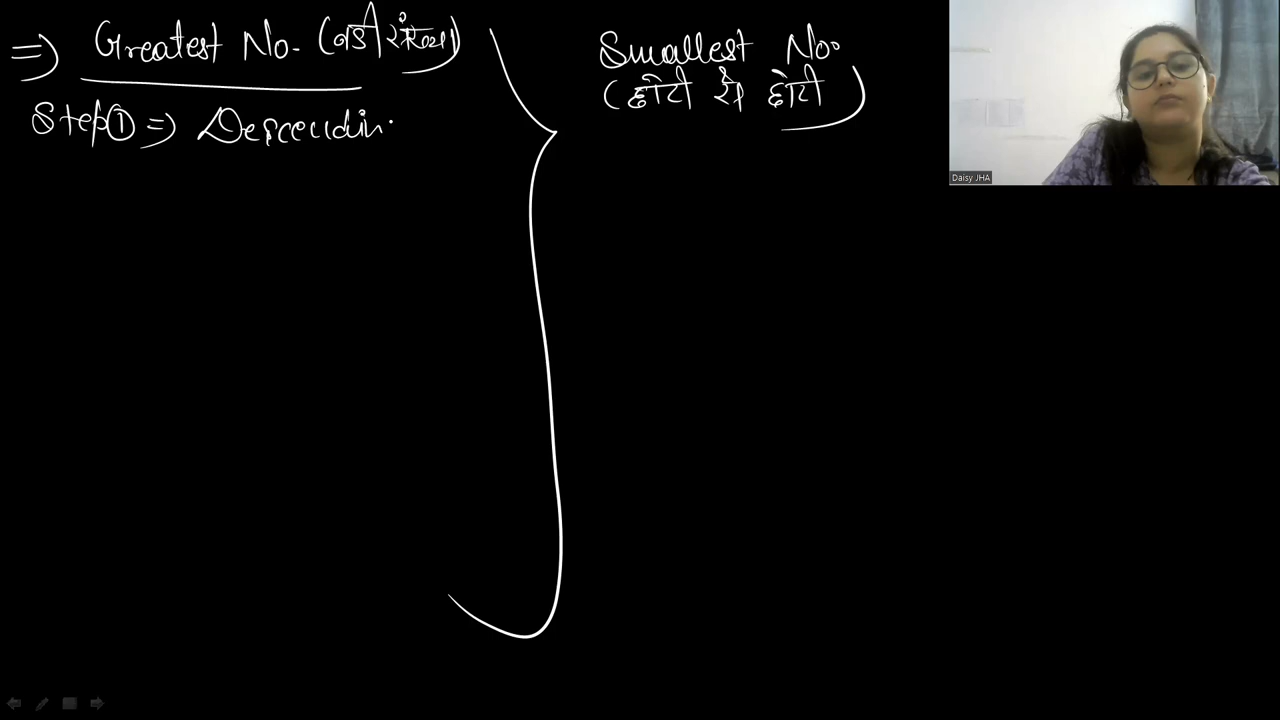 => Greatest No. (बड़ी संख्या)
Step① => Descendin
Smallest No.
(छोटी से छोटी)
Daisy JHA